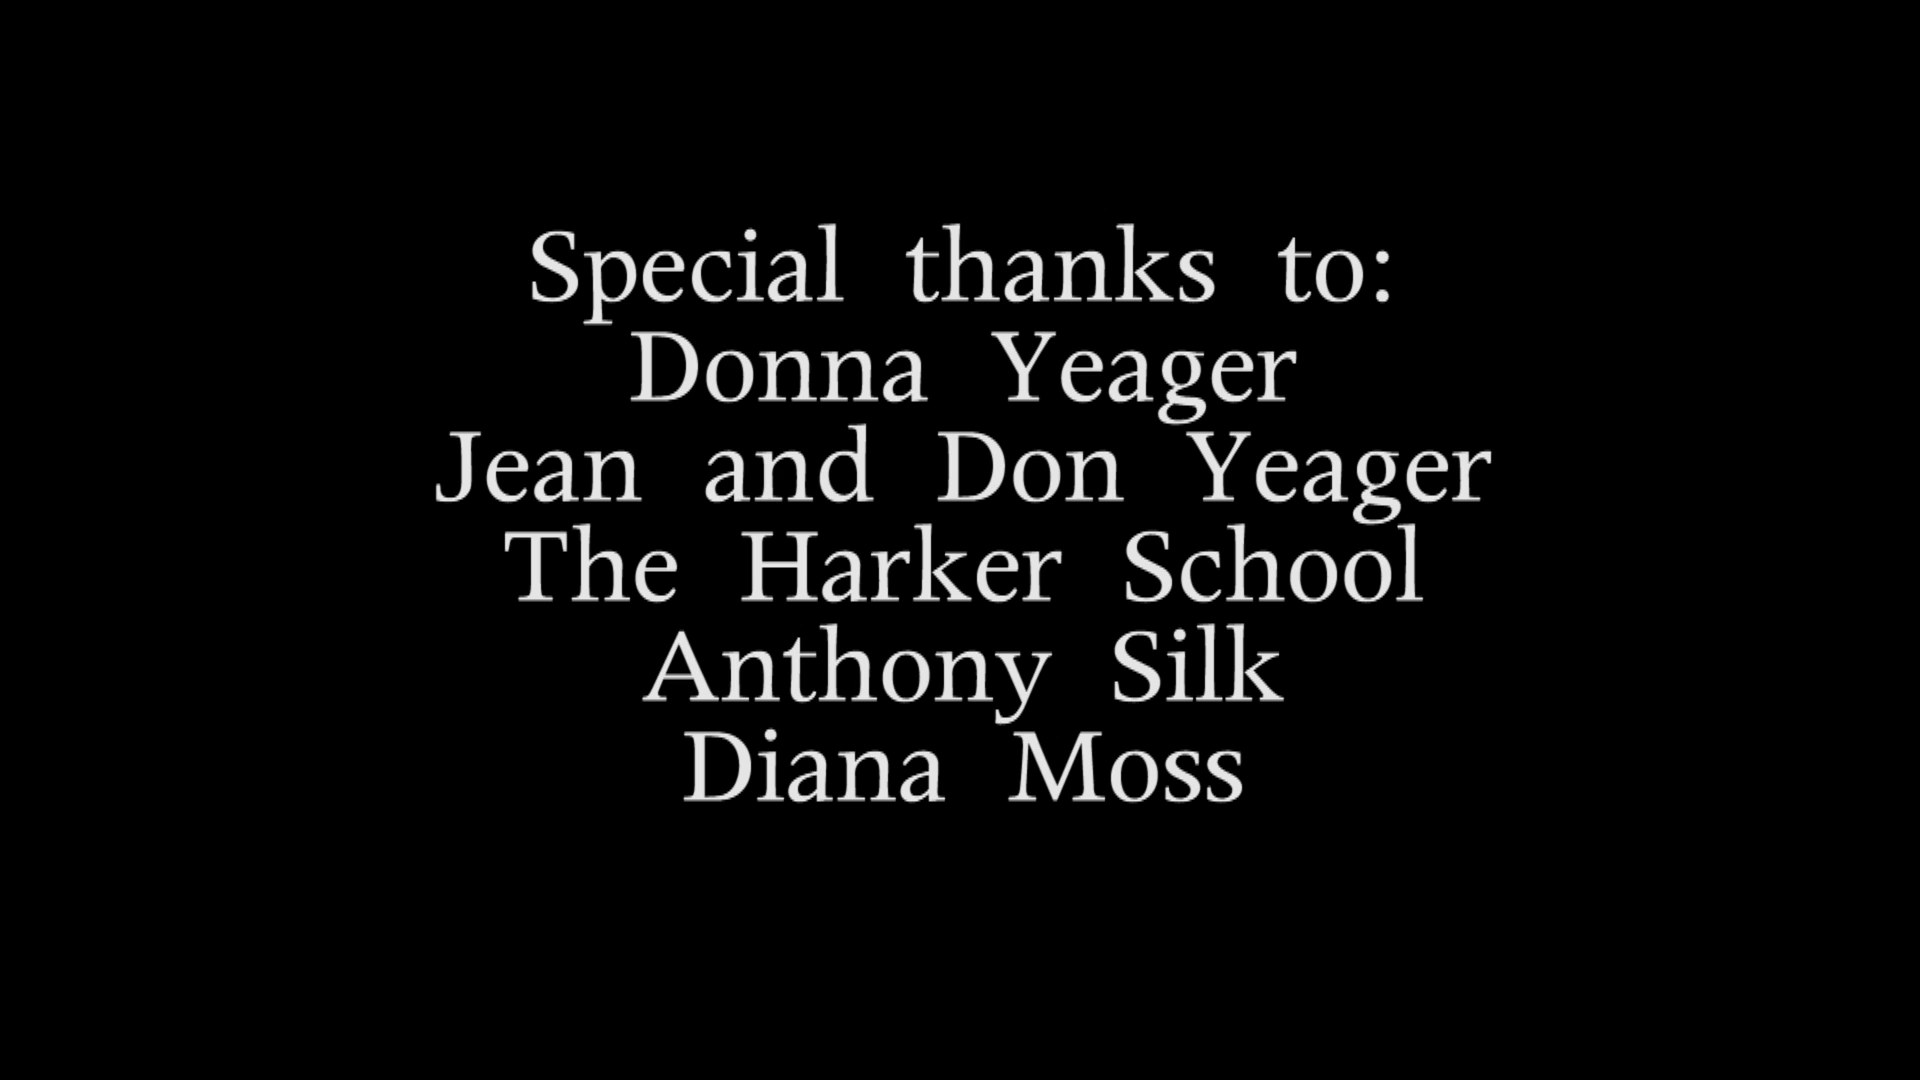 Special thanks to:
Donna Yeager
Jean and Don Yeager
The Harker School
Anthony Silk
Diana Moss